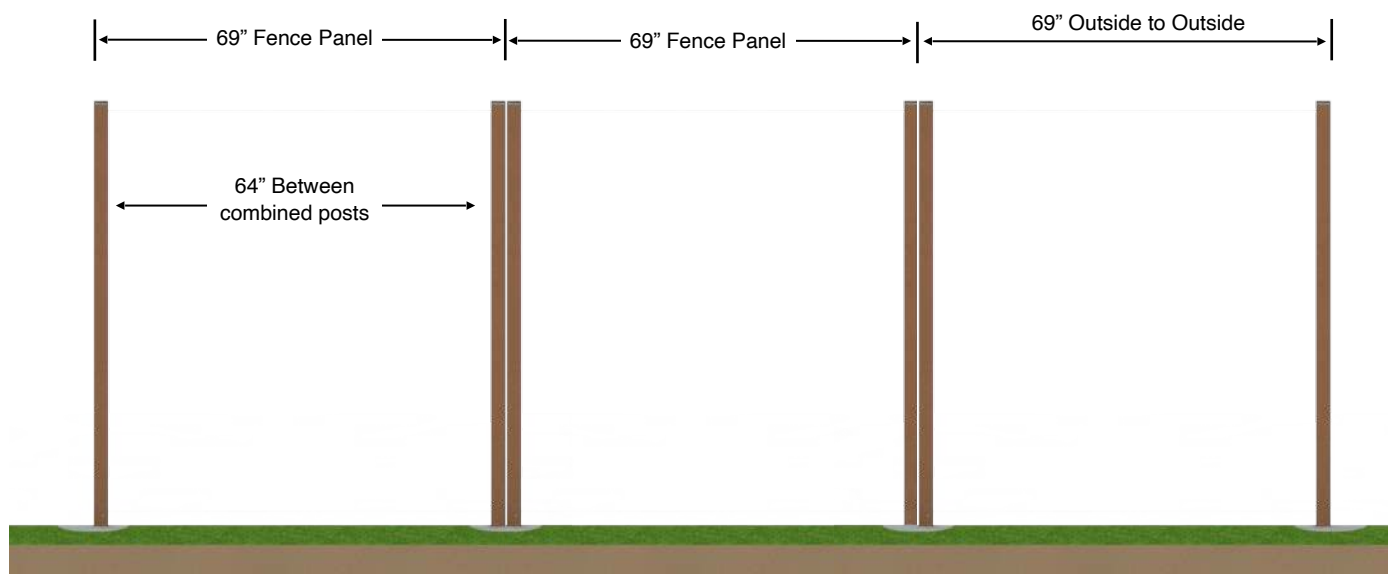 69” Fence Panel
69” Fence Panel
69” Outside to Outside
64” Between
combined posts